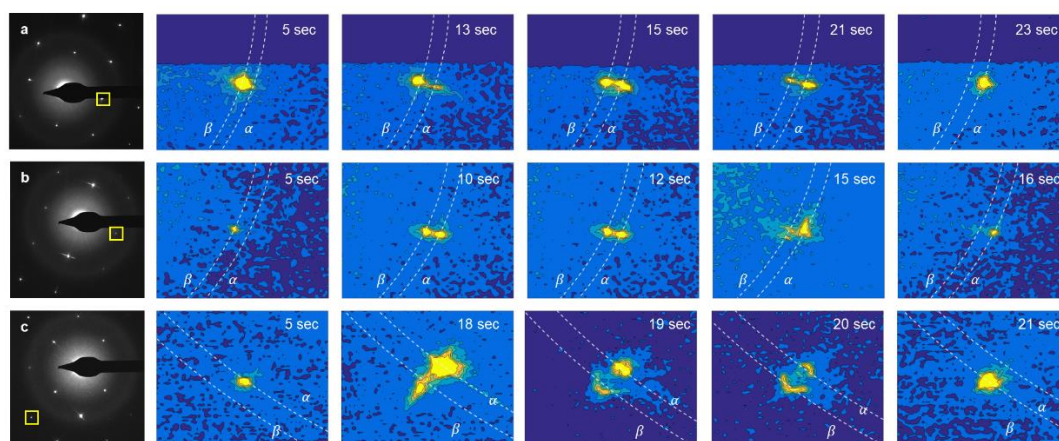 a
5 sec
β
α
13 sec
β
α
15 sec
β
α
21 sec
β
α
23 sec
β
α
b
5 sec
β
α
10 sec
β
α
12 sec
β
α
15 sec
β
α
16 sec
β
α
c
5 sec
α
β
18 sec
α
β
19 sec
α
β
20 sec
α
β
21 sec
α
β